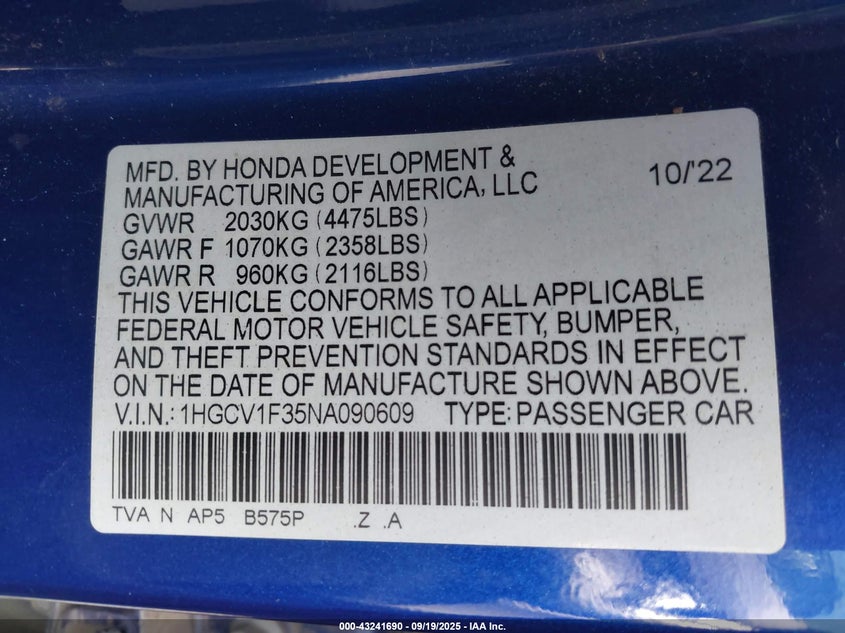 MFD. BY HONDA DEVELOPMENT &
MANUFACTURING OF AMERICA, LLC 10/'22
GVWR 2030KG (4475LBS)
GAWR F 1070KG (2358LBS)
GAWR R 960KG (2116LBS)
THIS VEHICLE CONFORMS TO ALL APPLICABLE
FEDERAL MOTOR VEHICLE SAFETY, BUMPER,
AND THEFT PREVENTION STANDARDS IN EFFECT
ON THE DATE OF MANUFACTURE SHOWN ABOVE.
V.I.N.: 1HGCV1F35NA090609 TYPE: PASSENGER CAR
TVA N AP5 B575P .Z .A
000-43241690 - 09/19/2025 - IAA Inc.